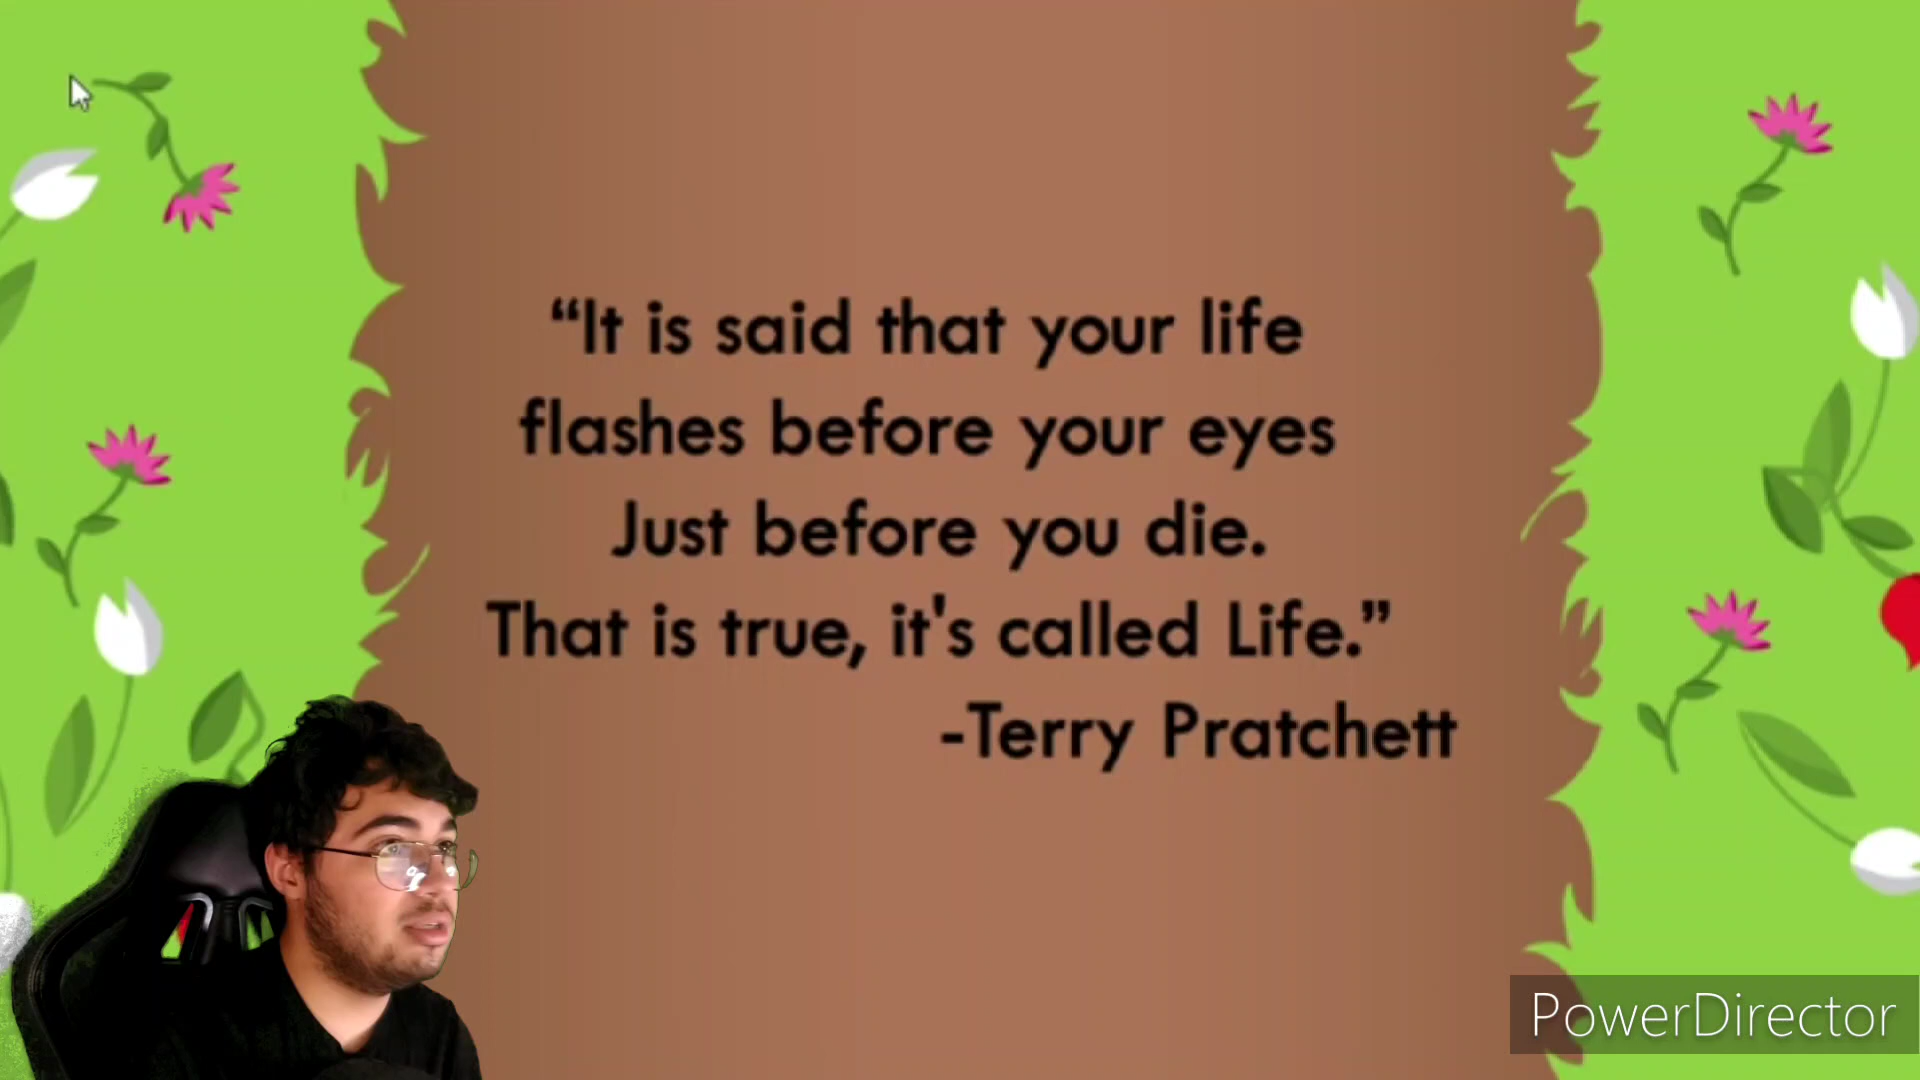 “It is said that your life
flashes before your eyes
Just before you die.
That is true, it's called Life.”
-Terry Pratchett
PowerDirector